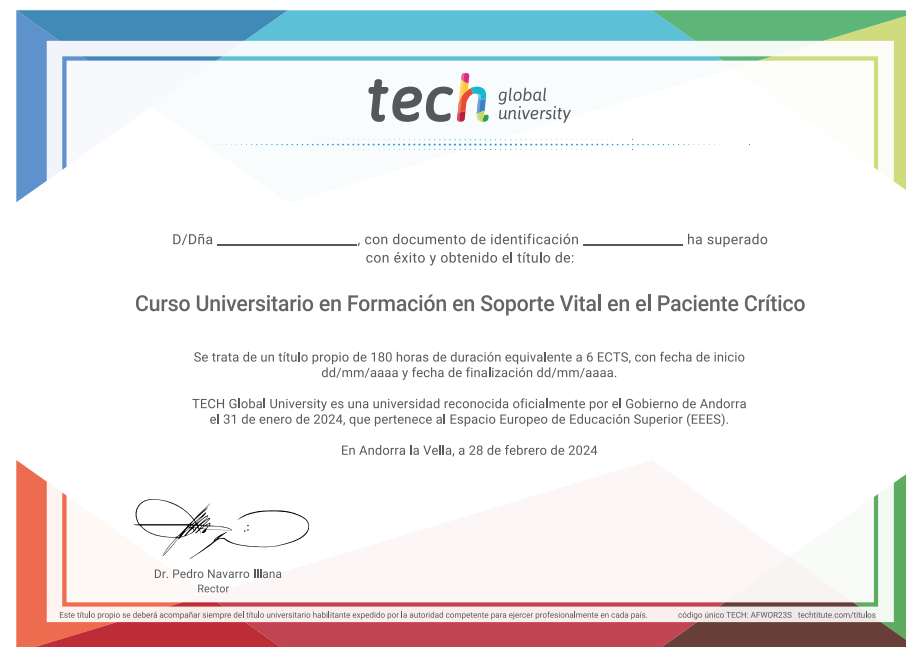 tech global university
D/Dña ____________________, con documento de identificación ______________ ha superado
con éxito y obtenido el título de:
Curso Universitario en Formación en Soporte Vital en el Paciente Crítico
Se trata de un título propio de 180 horas de duración equivalente a 6 ECTS, con fecha de inicio
dd/mm/aaaa y fecha de finalización dd/mm/aaaa.
TECH Global University es una universidad reconocida oficialmente por el Gobierno de Andorra
el 31 de enero de 2024, que pertenece al Espacio Europeo de Educación Superior (EEES).
En Andorra la Vella, a 28 de febrero de 2024
Dr. Pedro Navarro Illana
Rector
Este título propio se deberá acompañar siempre del título universitario habilitante expedido por la autoridad competente para ejercer profesionalmente en cada país. código único TECH: AFWOR23S techtitute.com/titulos